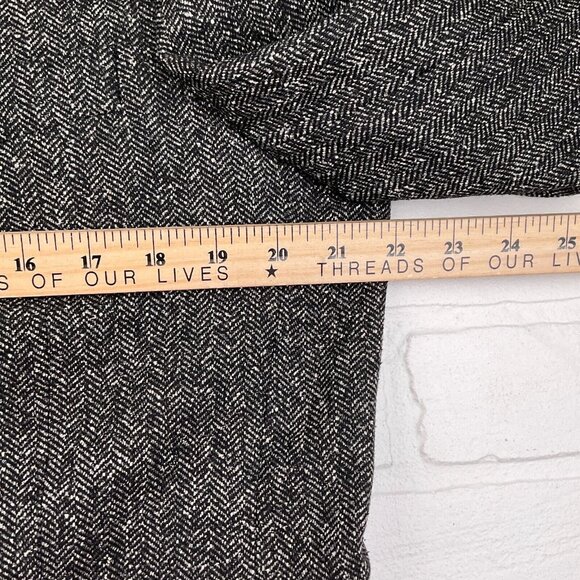 16 17 18 19 20 21 22 23 24 25
S OF OUR LIVES ★ THREADS OF OUR LIV